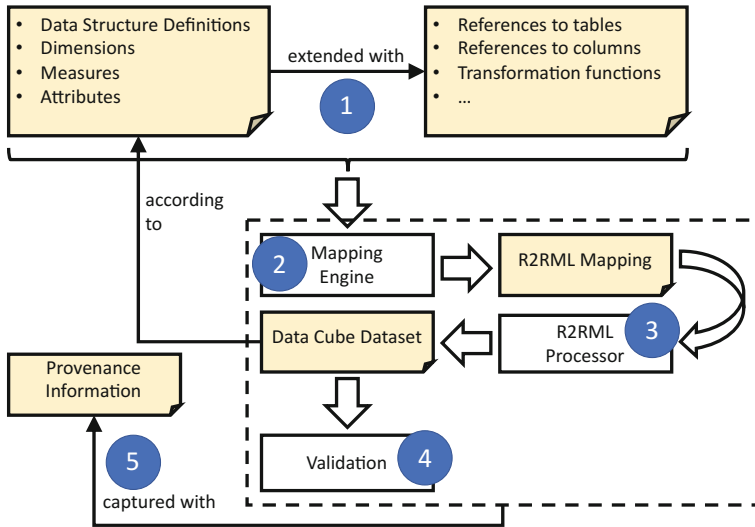 • Data Structure Definitions
• Dimensions
• Measures
• Attributes
extended with
1
• References to tables
• References to columns
• Transformation functions
• ...
according
to
2
Mapping
Engine
R2RML Mapping
Data Cube Dataset
R2RML
Processor
3
Provenance
Information
Validation
4
5
captured with